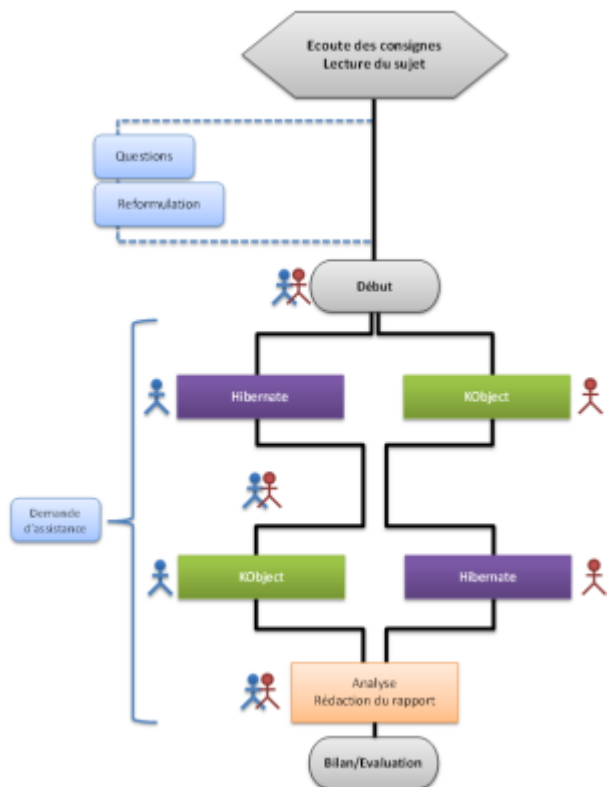 Ecoute des consignes
Lecture du sujet
Questions
Reformulation
Début
Hibernate
KObject
Demande
d'assistance
KObject
Hibernate
Analyse
Rédaction du rapport
Bilan/Evaluation